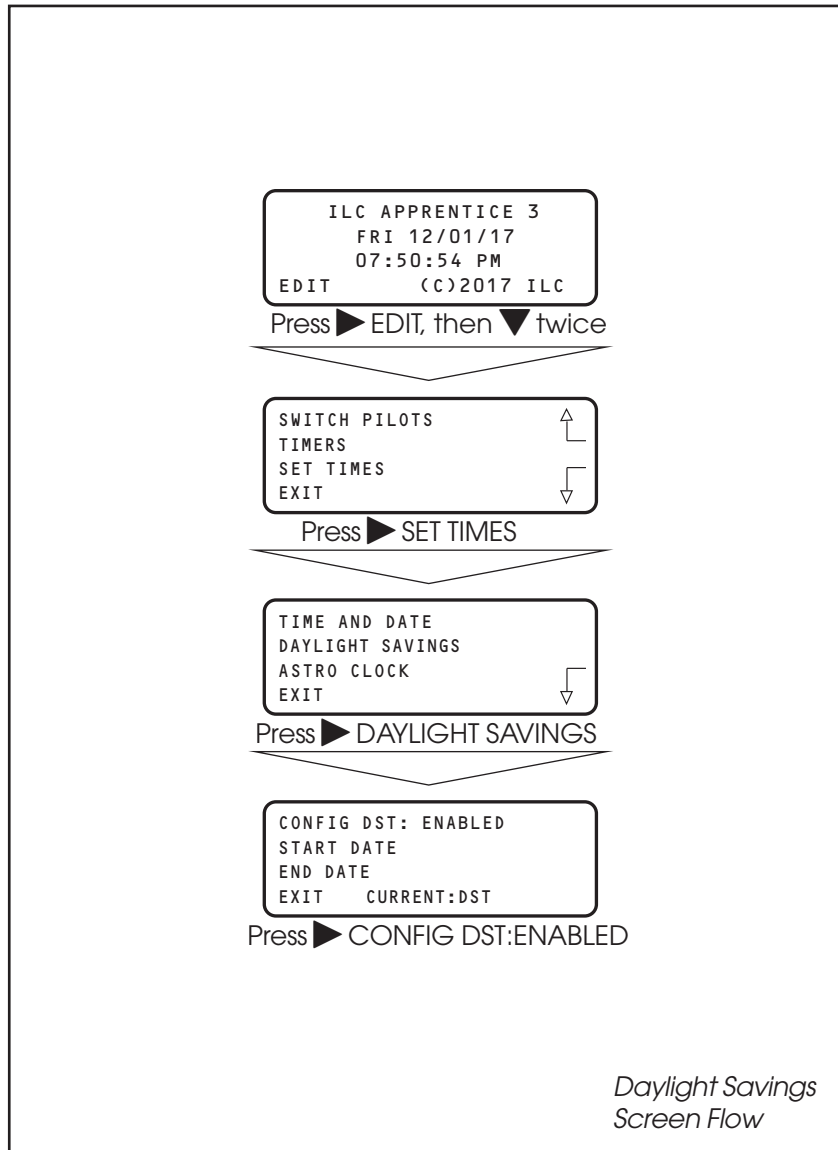 ILC APPRENTICE 3
FRI 12/01/17
07:50:54 PM
EDIT (C)2017 ILC
Press ▶ EDIT, then ▼ twice
SWITCH PILOTS
TIMERS
SET TIMES
EXIT
Press ▶ SET TIMES
TIME AND DATE
DAYLIGHT SAVINGS
ASTRO CLOCK
EXIT
Press ▶ DAYLIGHT SAVINGS
CONFIG DST: ENABLED
START DATE
END DATE
EXIT CURRENT:DST
Press ▶ CONFIG DST:ENABLED
Daylight Savings
Screen Flow